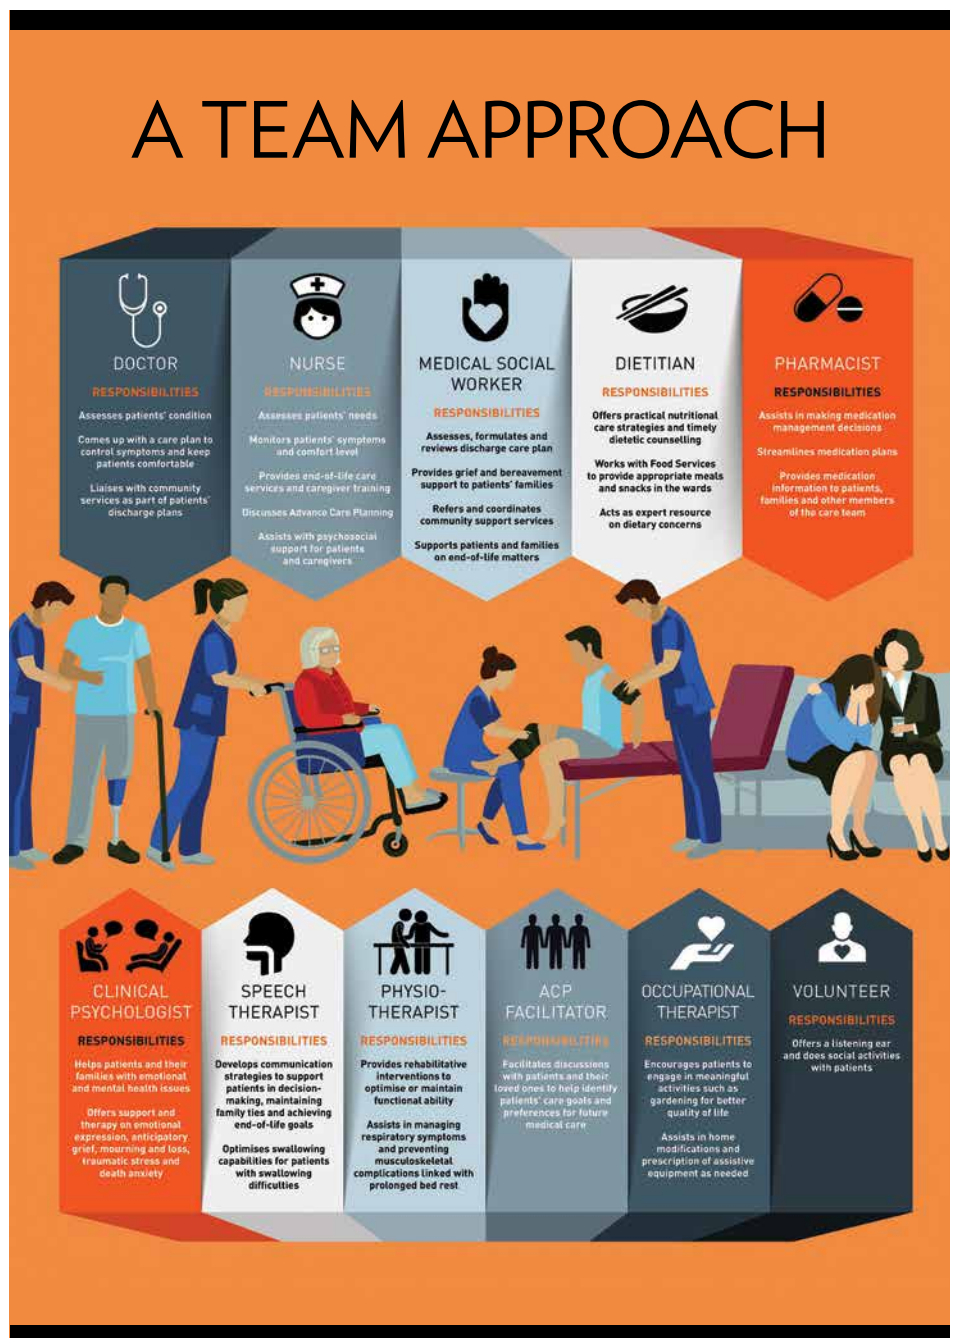 A TEAM APPROACH
DOCTOR
RESPONSIBILITIES
Assesses patients' condition
Comes up with a care plan to
control symptoms and keep
patients comfortable
Liaises with community
services as part of patients'
discharge plans
NURSE
RESPONSIBILITIES
Assesses patients' needs
Monitors patients' symptoms
and comfort level
Provides end-of-life care
services and caregiver training
Discusses Advance Care Planning
Assists with psychosocial
support for patients
and caregivers
MEDICAL SOCIAL
WORKER
RESPONSIBILITIES
Assesses, formulates and
reviews discharge care plan
Provides grief and bereavement
support to patients' families
Refers and coordinates
community support services
Supports patients and families
on end-of-life matters
DIETITIAN
RESPONSIBILITIES
Offers practical nutritional
care strategies and timely
dietetic counselling
Works with Food Services
to provide appropriate meals
and snacks in the wards
Acts as expert resource
on dietary concerns
PHARMACIST
RESPONSIBILITIES
Assists in making medication
management decisions
Streamlines medication plans
Provides medication
information to patients,
families and other members
of the care team
CLINICAL
PSYCHOLOGIST
RESPONSIBILITIES
Helps patients and their
families with emotional
and mental health issues
Offers support and
therapy on emotional
expression, anticipatory
grief, mourning and loss,
traumatic stress and
death anxiety
SPEECH
THERAPIST
RESPONSIBILITIES
Develops communication
strategies to support
patients in decision-
making, maintaining
family ties and achieving
end-of-life goals
Optimises swallowing
capabilities for patients
with swallowing
difficulties
PHYSIO-
THERAPIST
RESPONSIBILITIES
Provides rehabilitative
interventions to
optimise or maintain
functional ability
Assists in managing
respiratory symptoms
and preventing
musculoskeletal
complications linked with
prolonged bed rest
ACP
FACILITATOR
RESPONSIBILITIES
Facilitates discussions
with patients and their
loved ones to help identify
patients' care goals and
preferences for future
medical care
OCCUPATIONAL
THERAPIST
RESPONSIBILITIES
Encourages patients to
engage in meaningful
activities such as
gardening for better
quality of life
Assists in home
modifications and
prescription of assistive
equipment as needed
VOLUNTEER
RESPONSIBILITIES
Offers a listening ear
and does social activities
with patients